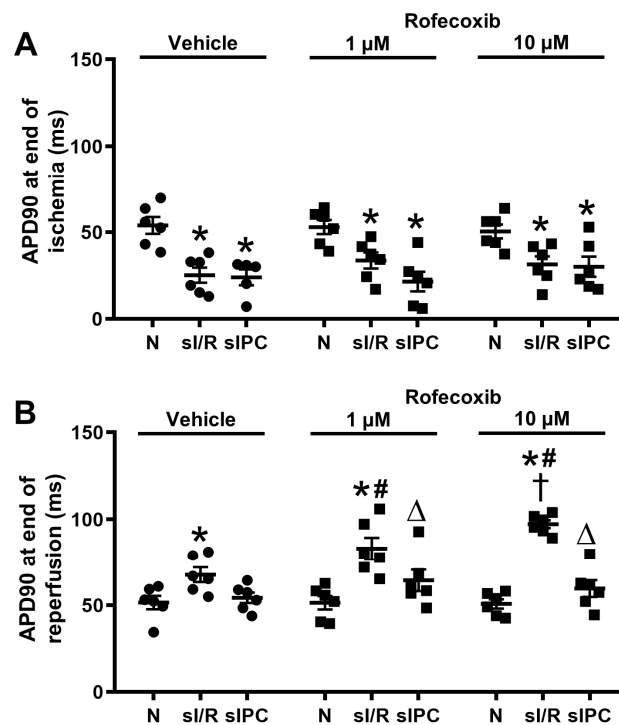 Rofecoxib
A
Vehicle
1 µM
10 µM
APD90 at end of
ischemia (ms)
150
100
50
0
*
*
*
*
*
*
N
sI/R
sIPC
N
sI/R
sIPC
N
sI/R
sIPC
Rofecoxib
B
Vehicle
1 µM
10 µM
APD90 at end of
reperfusion (ms)
150
100
50
0
*
*#
Δ
*#
†
Δ
N
sI/R
sIPC
N
sI/R
sIPC
N
sI/R
sIPC